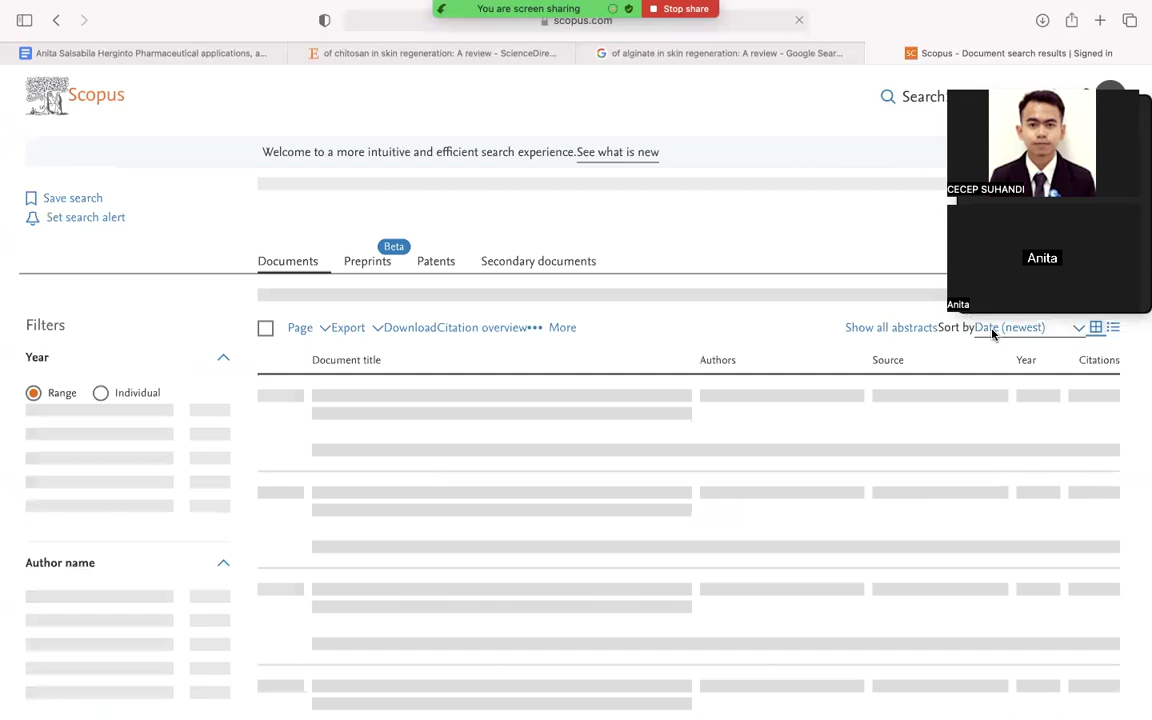 You are screen sharing Stop share
scopus.com
Anita Salsabila Herginto Pharmaceutical applications, a...
of chitosan in skin regeneration: A review - ScienceDire...
of alginate in skin regeneration: A review - Google Sear...
Scopus - Document search results | Signed in
Scopus
Search
Welcome to a more intuitive and efficient search experience. See what is new
CECEP SUHANDI
Save search
Set search alert
Anita
Anita
Beta
Documents Preprints Patents Secondary documents
Filters
Page Export Download Citation overview ••• More
Show all abstracts Sort by Date (newest)
Year
Document title Authors Source Year Citations
Range Individual
Author name